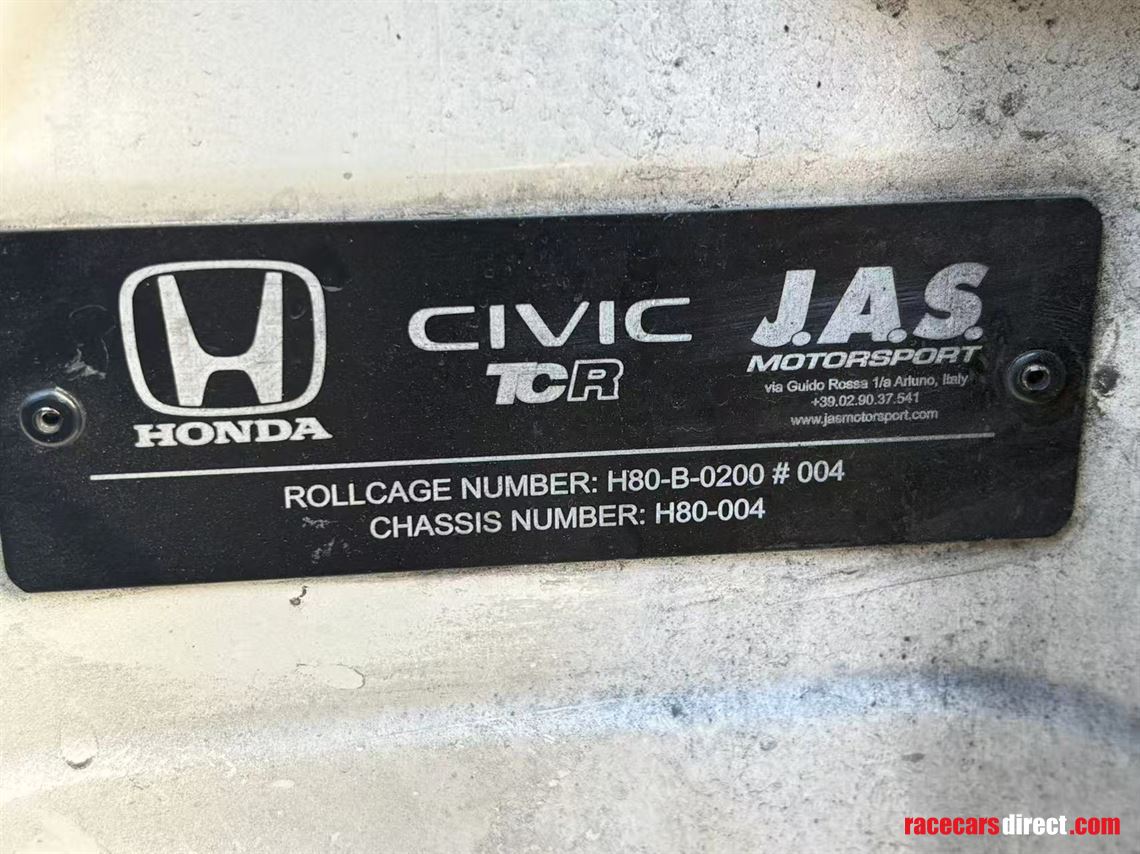 HONDA
CIVIC
TCR
J.A.S.
MOTORSPORT
via Guido Rossa 1/a Arluno, Italy
+39.02.90.37.541
www.jasmotorsport.com
ROLLCAGE NUMBER: H80-B-0200 # 004
CHASSIS NUMBER: H80-004
racecarsdirect.com